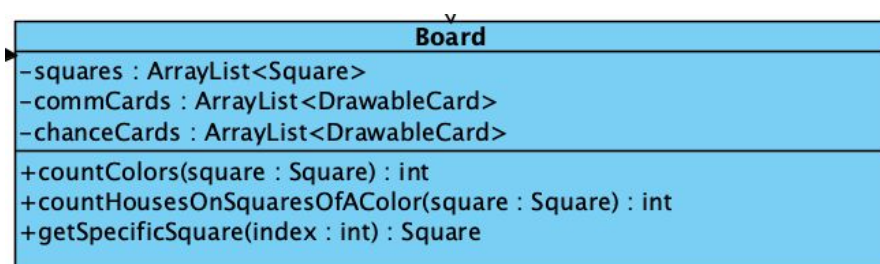 Board
-squares : ArrayList<Square>
-commCards : ArrayList<DrawableCard>
-chanceCards : ArrayList<DrawableCard>
+countColors(square : Square) : int
+countHousesOnSquaresOfAColor(square : Square) : int
+getSpecificSquare(index : int) : Square